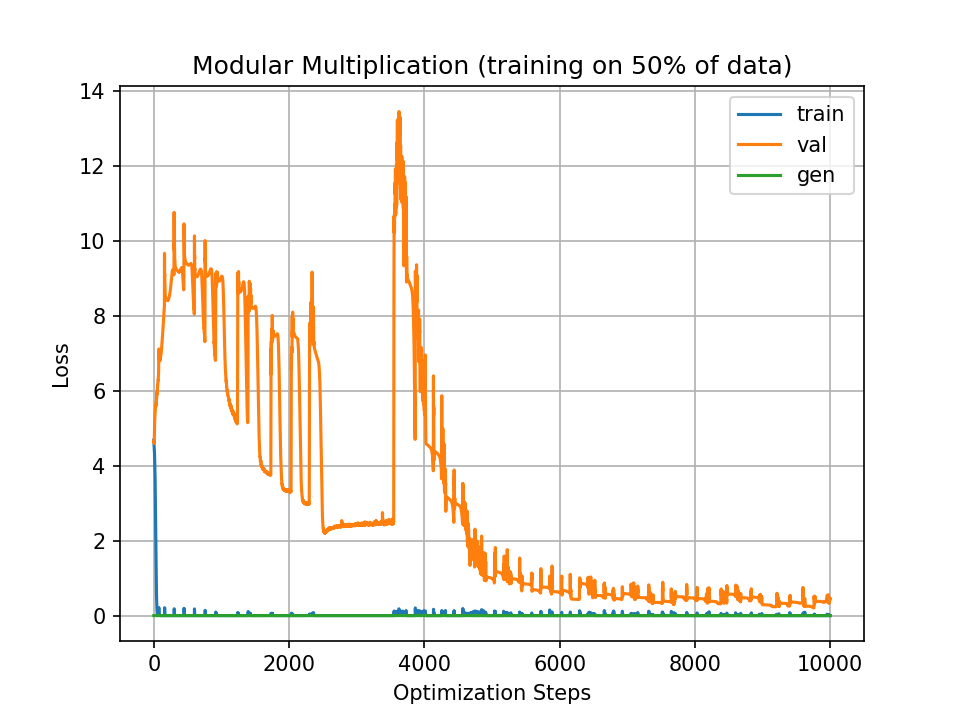 Modular Multiplication (training on 50% of data)
14
12
10
8
6
4
2
0
Loss
train
val
gen
0
2000
4000
6000
8000
10000
Optimization Steps